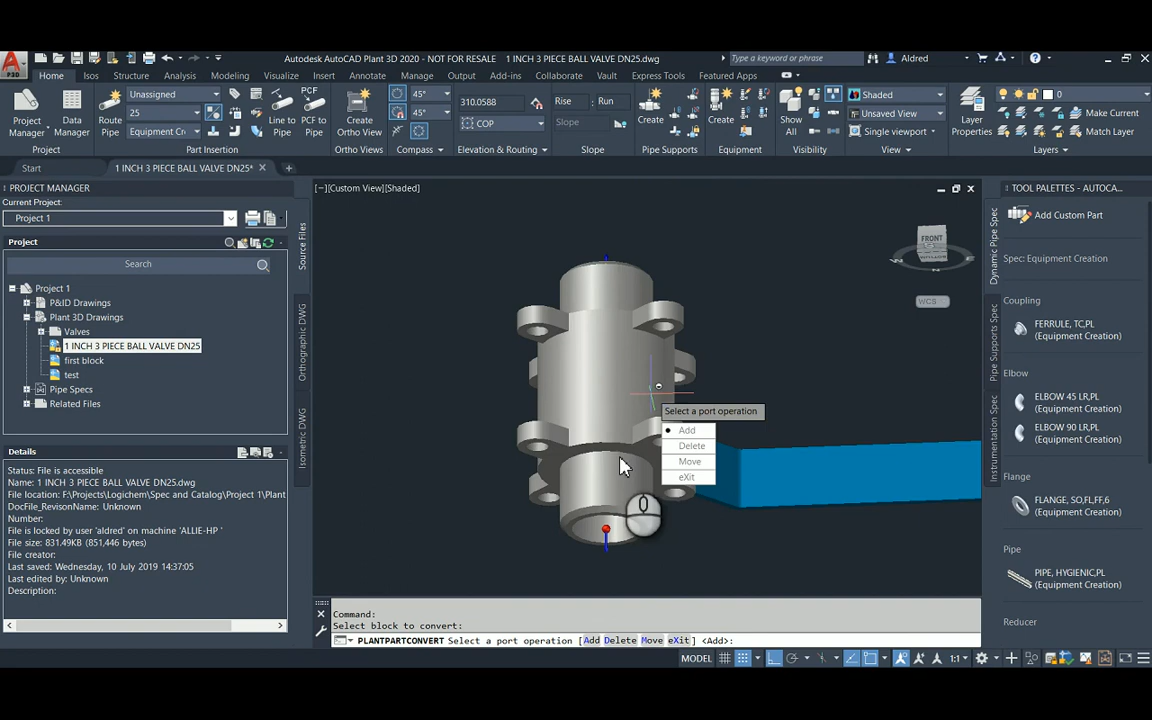 Autodesk AutoCAD Plant 3D 2020 - NOT FOR RESALE 1 INCH 3 PIECE BALL VALVE DN25.dwg
Type a keyword or phrase
Aldred
P3D
Home Isos Structure Analysis Modeling Visualize Insert Annotate Manage Output Add-ins Collaborate Vault Express Tools Featured Apps
Project Manager
Data Manager
Project
Route Pipe
Unassigned
25
Equipment Cr
Line to Pipe
PCF to Pipe
PCF
Part Insertion
Create Ortho View
Ortho Views
45°
45°
Compass
310.0588
COP
Elevation & Routing
Rise : Run
Slope
Slope
Create
Pipe Supports
Create
Equipment
Show All
Visibility
Shaded
Unsaved View
Single viewport
View
Layer Properties
0
Make Current
Match Layer
Layers
Start
1 INCH 3 PIECE BALL VALVE DN25*
PROJECT MANAGER
Current Project:
Project 1
Project
Search
Project 1
P&ID Drawings
Plant 3D Drawings
Valves
1 INCH 3 PIECE BALL VALVE DN25
first block
test
Pipe Specs
Related Files
Details
Status: File is accessible
Name: 1 INCH 3 PIECE BALL VALVE DN25.dwg
File location: F:\Projects\Logichem\Spec and Catalog\Project 1\Plant
DocFile_RevisonName: Unknown
Number:
File is locked by user 'aldred' on machine 'ALLIE-HP '
File size: 831.49KB (851,446 bytes)
File creator:
Last saved: Wednesday, 10 July 2019 14:37:05
Last edited by: Unknown
Description:
Source Files
Orthographic DWG
Isometric DWG
[−][Custom View][Shaded]
FRONT
WCS
Select a port operation
Add
Delete
Move
eXit
Command:
Select block to convert:
PLANTPARTCONVERT Select a port operation [Add Delete Move eXit] <Add>:
MODEL
1:1
TOOL PALETTES - AUTOCA...
Dynamic Pipe Spec
Pipe Supports Spec
Instrumentation Spec
Add Custom Part
Spec: Equipment Creation
Coupling
FERRULE, TC,PL
(Equipment Creation)
Elbow
ELBOW 45 LR,PL
(Equipment Creation)
ELBOW 90 LR,PL
(Equipment Creation)
Flange
FLANGE, SO,FL,FF,6
(Equipment Creation)
Pipe
PIPE, HYGIENIC,PL
(Equipment Creation)
Reducer